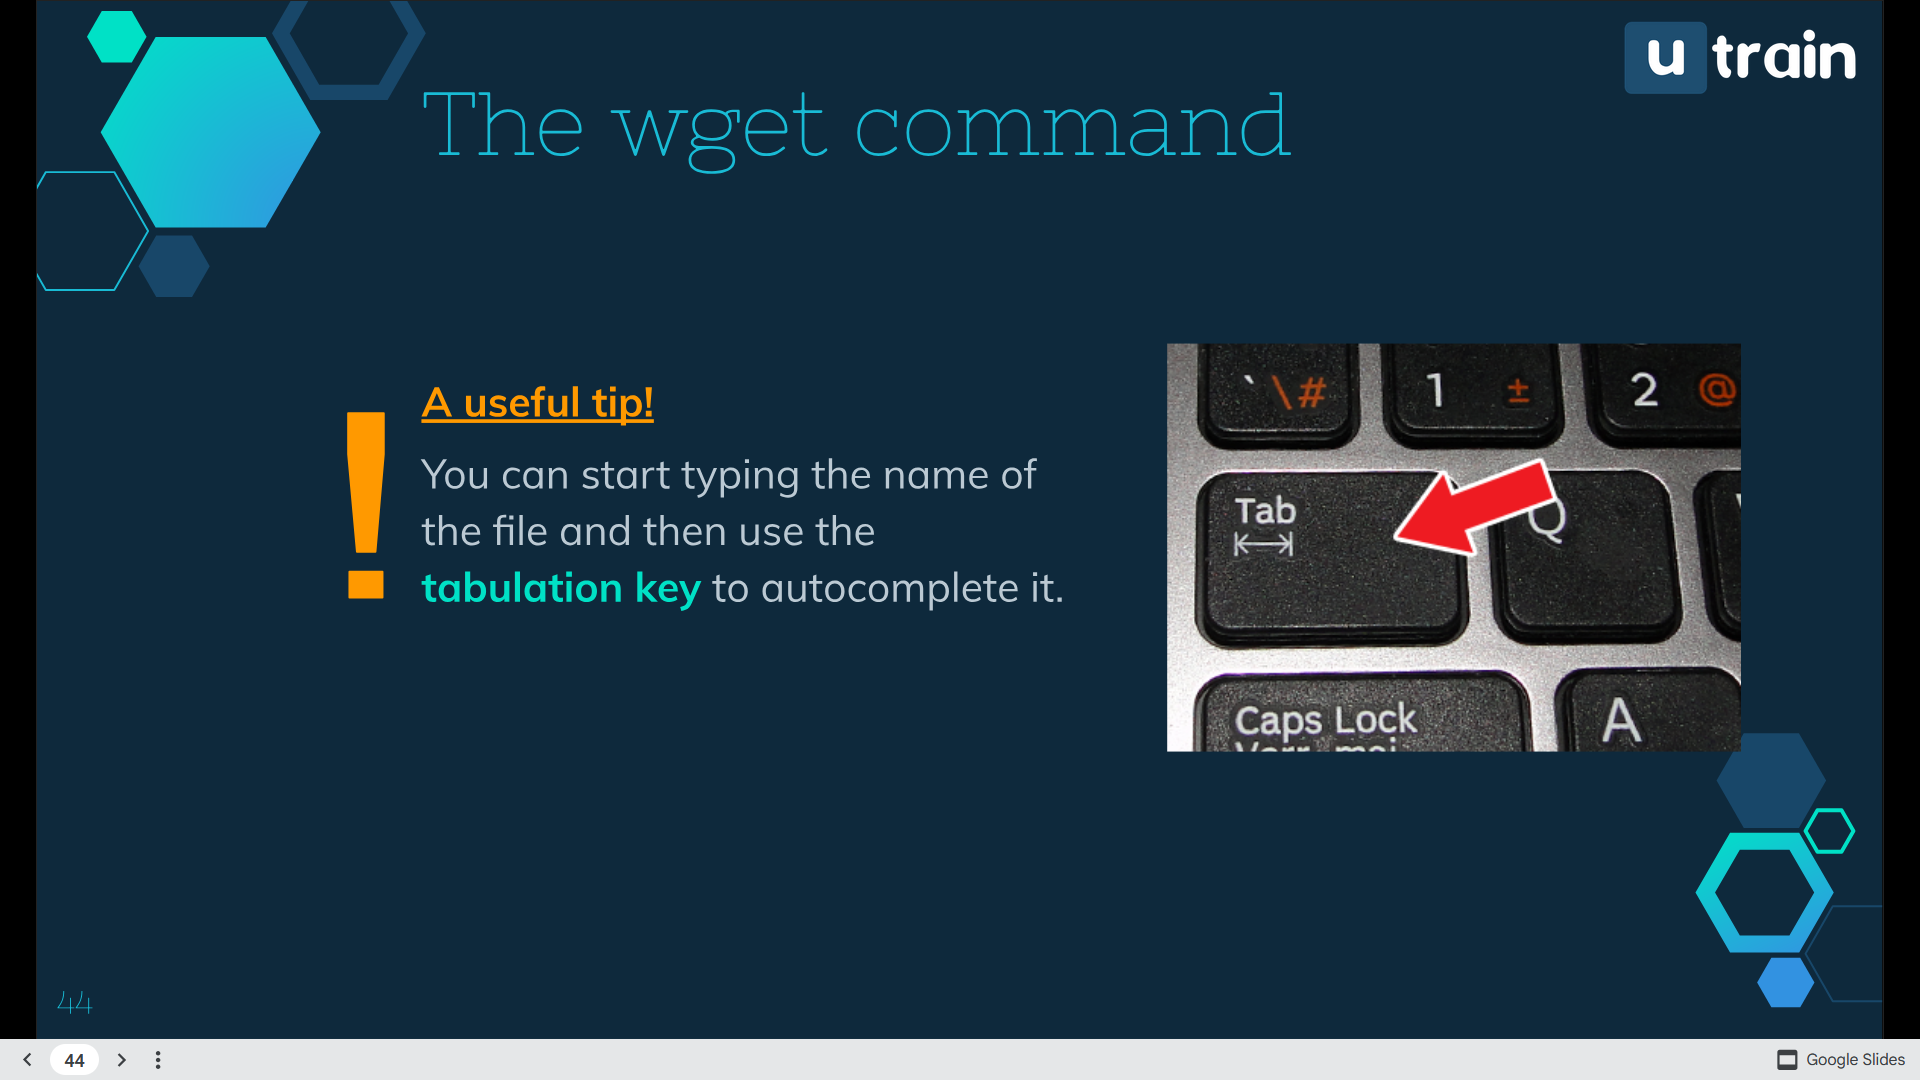 u train
The wget command
A useful tip!
You can start typing the name of
the file and then use the
tabulation key to autocomplete it.
` \ # 1 ± 2 @
Tab Q
Caps Lock A
44
44 Google Slides